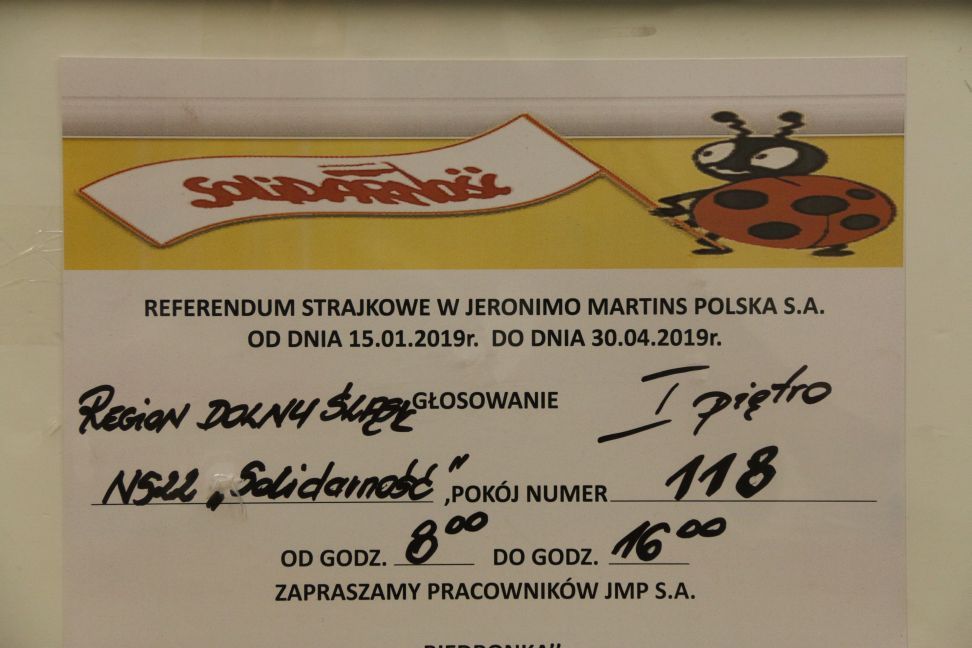 SOLIDARNOŚĆ
REFERENDUM STRAJKOWE W JERONIMO MARTINS POLSKA S.A.
OD DNIA 15.01.2019r. DO DNIA 30.04.2019r.
REGION DOLNY ŚLĄSK GŁOSOWANIE I piętro
NSZZ „Solidarność” ,POKÓJ NUMER 118
OD GODZ. 8⁰⁰ DO GODZ. 16⁰⁰
ZAPRASZAMY PRACOWNIKÓW JMP S.A.
BIEDRONKA"